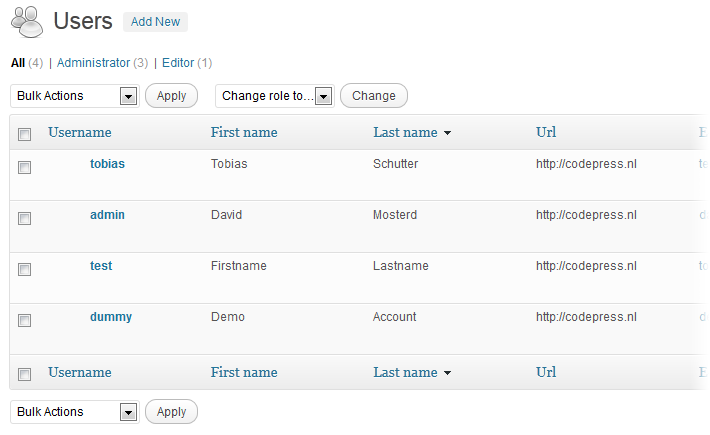 Users Add New
All (4) | Administrator (3) | Editor (1)
Bulk Actions Apply Change role to... Change
Username First name Last name Url
tobias Tobias Schutter http://codepress.nl
admin David Mosterd http://codepress.nl
test Firstname Lastname http://codepress.nl
dummy Demo Account http://codepress.nl
Username First name Last name Url
Bulk Actions Apply